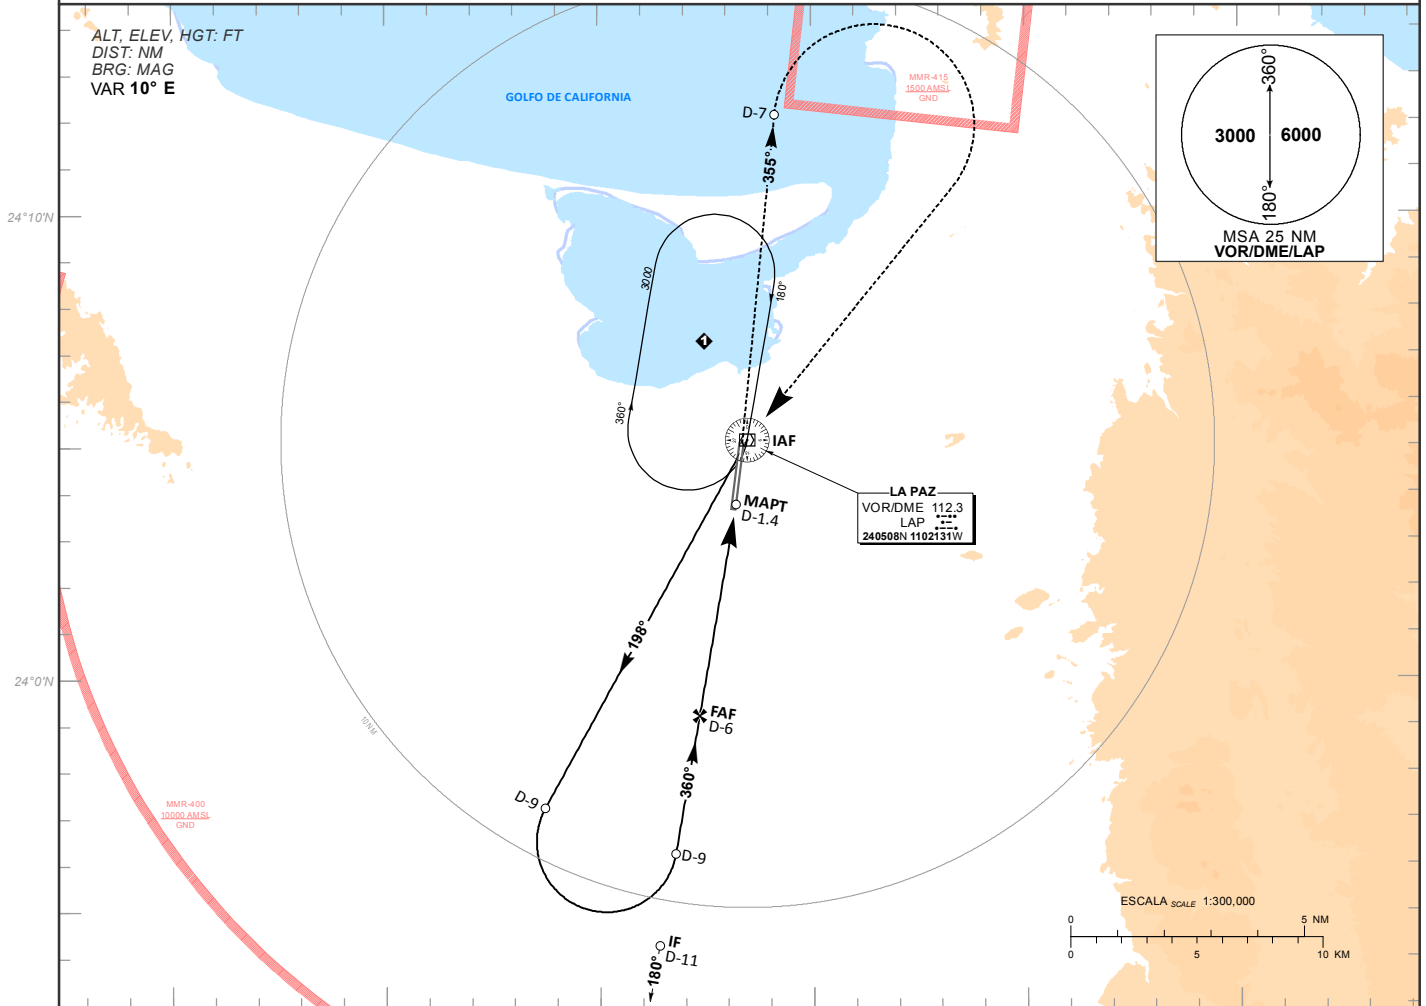 ALT, ELEV, HGT: FT
DIST: NM
BRG: MAG
VAR 10° E
GOLFO DE CALIFORNIA
MMR-415
1500 AMSL
GND
D-7
355°
360°
3000 6000
180°
MSA 25 NM
VOR/DME/LAP
24°10'N
3000
180°
1
360°
IAF
MAPT
D-1.4
LA PAZ
VOR/DME 112.3
LAP
240508N 1102131W
198°
24°0'N
10 NM
FAF
D-6
360°
D-9
D-9
MMR-400
10000 AMSL
GND
IF
D-11
180°
ESCALA SCALE 1:300,000
0 5 NM
0 5 10 KM